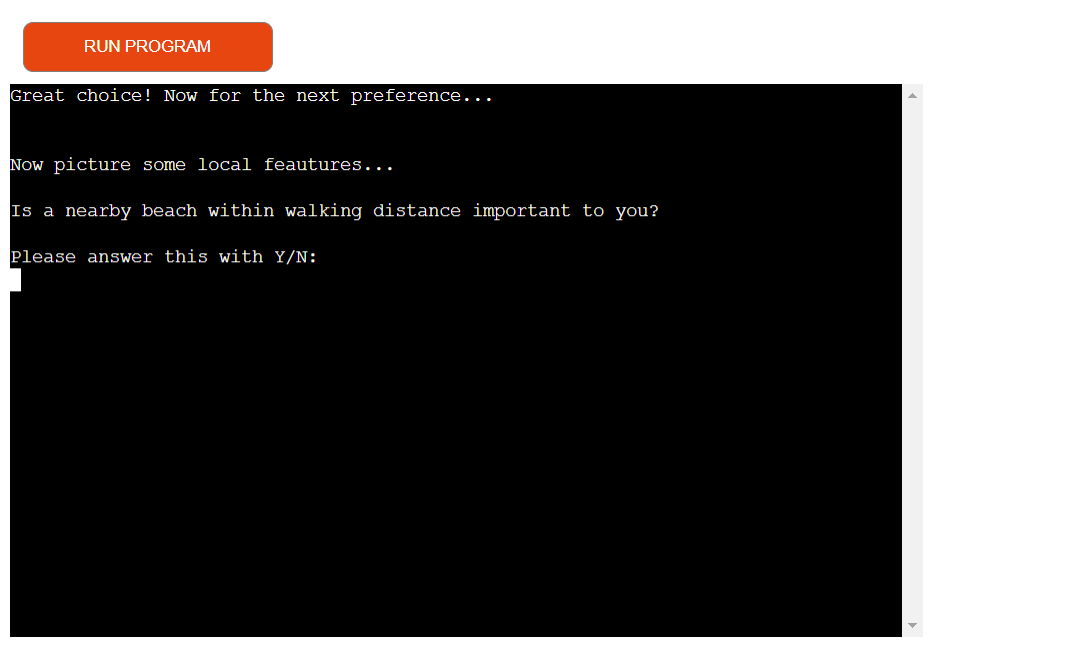 RUN PROGRAM
Great choice! Now for the next preference...
Now picture some local feautures...
Is a nearby beach within walking distance important to you?
Please answer this with Y/N: